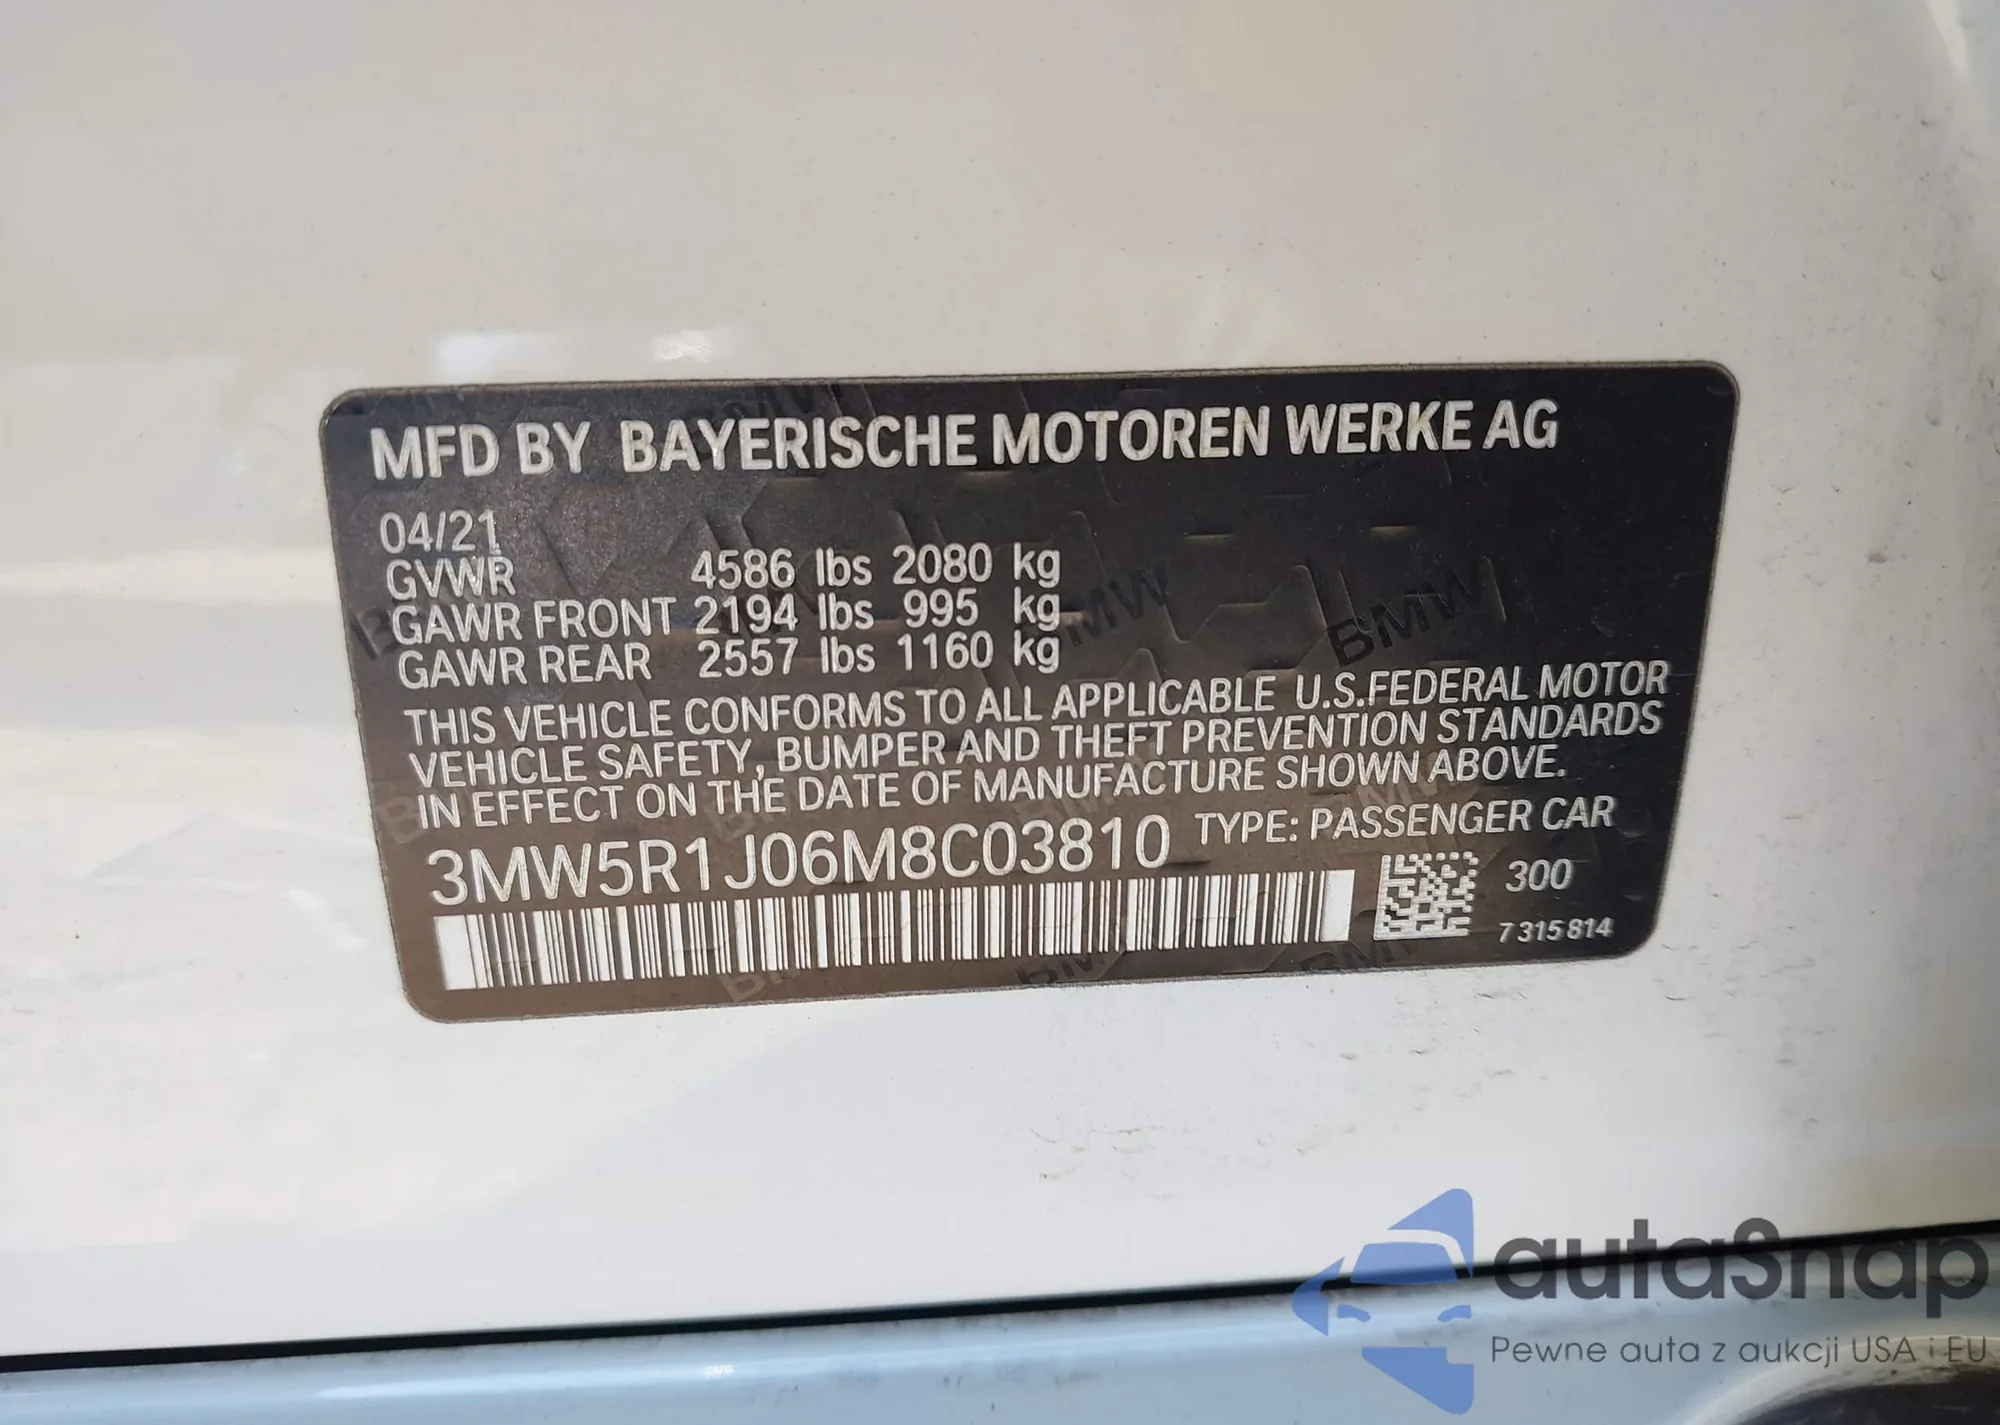 MFD BY BAYERISCHE MOTOREN WERKE AG
04/21
GVWR 4586 lbs 2080 kg
GAWR FRONT 2194 lbs 995 kg
GAWR REAR 2557 lbs 1160 kg
THIS VEHICLE CONFORMS TO ALL APPLICABLE U.S.FEDERAL MOTOR
VEHICLE SAFETY, BUMPER AND THEFT PREVENTION STANDARDS
IN EFFECT ON THE DATE OF MANUFACTURE SHOWN ABOVE.
3MW5R1J06M8C03810 TYPE: PASSENGER CAR
300
7 315 814
autaSnap
Pewne auta z aukcji USA i EU